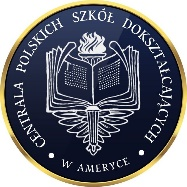 CENTRALA POLSKICH SZKÓŁ DOKSZTAŁCAJĄCYCH
• W AMERYCE •